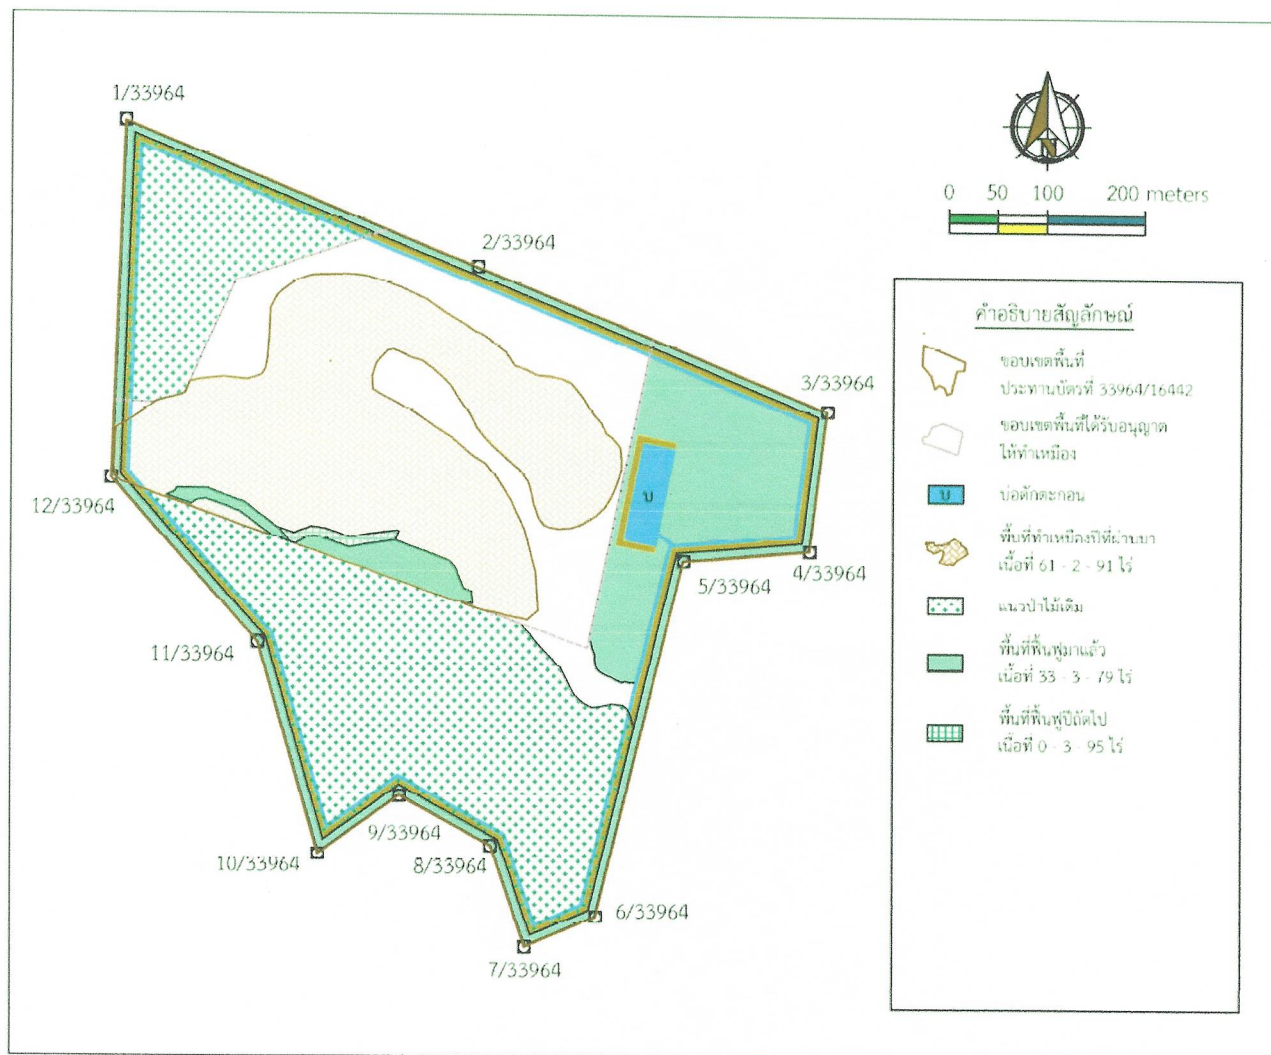 1/33964
2/33964
3/33964
4/33964
5/33964
12/33964
11/33964
10/33964
9/33964
8/33964
6/33964
7/33964
บ
N
0 50 100 200 meters
คำอธิบายสัญลักษณ์
ขอบเขตพื้นที่
ประทานบัตรที่ 33964/16442
ขอบเขตพื้นที่ได้รับอนุญาต
ให้ทำเหมือง
บ
บ่อดักตะกอน
พื้นที่ทำเหมืองปีที่ผ่านมา
เนื้อที่ 61 - 2 - 91 ไร่
แนวป่าไม้เดิม
พื้นที่ฟื้นฟูมาแล้ว
เนื้อที่ 33 - 3 - 79 ไร่
พื้นที่ฟื้นฟูปีถัดไป
เนื้อที่ 0 - 3 - 95 ไร่